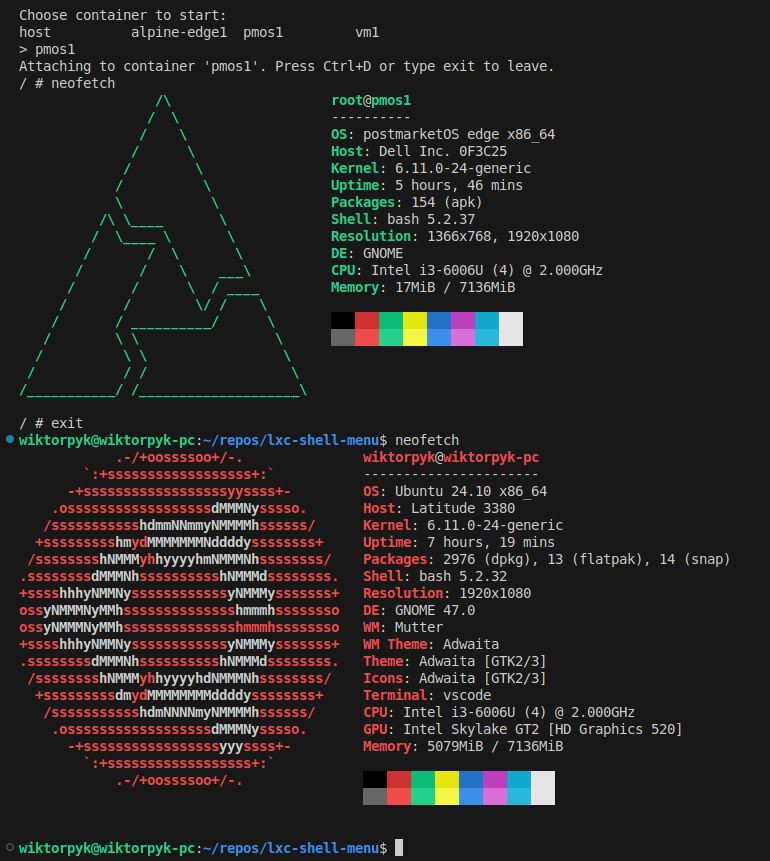 Choose container to start:
host          alpine-edge1  pmos1         vm1
> pmos1
Attaching to container 'pmos1'. Press Ctrl+D or type exit to leave.
/ # neofetch
root@pmos1
----------
OS: postmarketOS edge x86_64
Host: Dell Inc. 0F3C25
Kernel: 6.11.0-24-generic
Uptime: 5 hours, 46 mins
Packages: 154 (apk)
Shell: bash 5.2.37
Resolution: 1366x768, 1920x1080
DE: GNOME
CPU: Intel i3-6006U (4) @ 2.000GHz
Memory: 17MiB / 7136MiB
/ # exit
wiktorpyk@wiktorpyk-pc:~/repos/lxc-shell-menu$ neofetch
            .-/+oossssoo+/-.               wiktorpyk@wiktorpyk-pc
        `:+ssssssssssssssssss+:`           ----------------------
      -+ssssssssssssssssssyyssss+-         OS: Ubuntu 24.10 x86_64
    .ossssssssssssssssssdMMMNysssso.       Host: Latitude 3380
   /ssssssssssshdmmNNmmyNMMMMhssssss/      Kernel: 6.11.0-24-generic
  +ssssssssshmydMMMMMMMNddddyssssssss+     Uptime: 7 hours, 19 mins
 /sssssssshNMMMyhhyyyyhmNMMMNhssssssss/    Packages: 2976 (dpkg), 13 (flatpak), 14 (snap)
.ssssssssdMMMNhsssssssssshNMMMdssssssss.   Shell: bash 5.2.32
+sssshhhyNMMNyssssssssssssyNMMMysssssss+   Resolution: 1920x1080
ossyNMMMNyMMhsssssssssssssshmmmhssssssso   DE: GNOME 47.0
ossyNMMMNyMMhsssssssssssssshmmmhssssssso   WM: Mutter
+sssshhhyNMMNyssssssssssssyNMMMysssssss+   WM Theme: Adwaita
.ssssssssdMMMNhsssssssssshNMMMdssssssss.   Theme: Adwaita [GTK2/3]
 /sssssssshNMMMyhhyyyyhdNMMMNhssssssss/    Icons: Adwaita [GTK2/3]
  +sssssssssdmydMMMMMMMMddddyssssssss+     Terminal: vscode
   /ssssssssssshdmNNNNmyNMMMMhssssss/      CPU: Intel i3-6006U (4) @ 2.000GHz
    .ossssssssssssssssssdMMMNysssso.       GPU: Intel Skylake GT2 [HD Graphics 520]
      -+sssssssssssssssssyyyssss+-         Memory: 5079MiB / 7136MiB
        `:+ssssssssssssssssss+:`
            .-/+oossssoo+/-.
wiktorpyk@wiktorpyk-pc:~/repos/lxc-shell-menu$